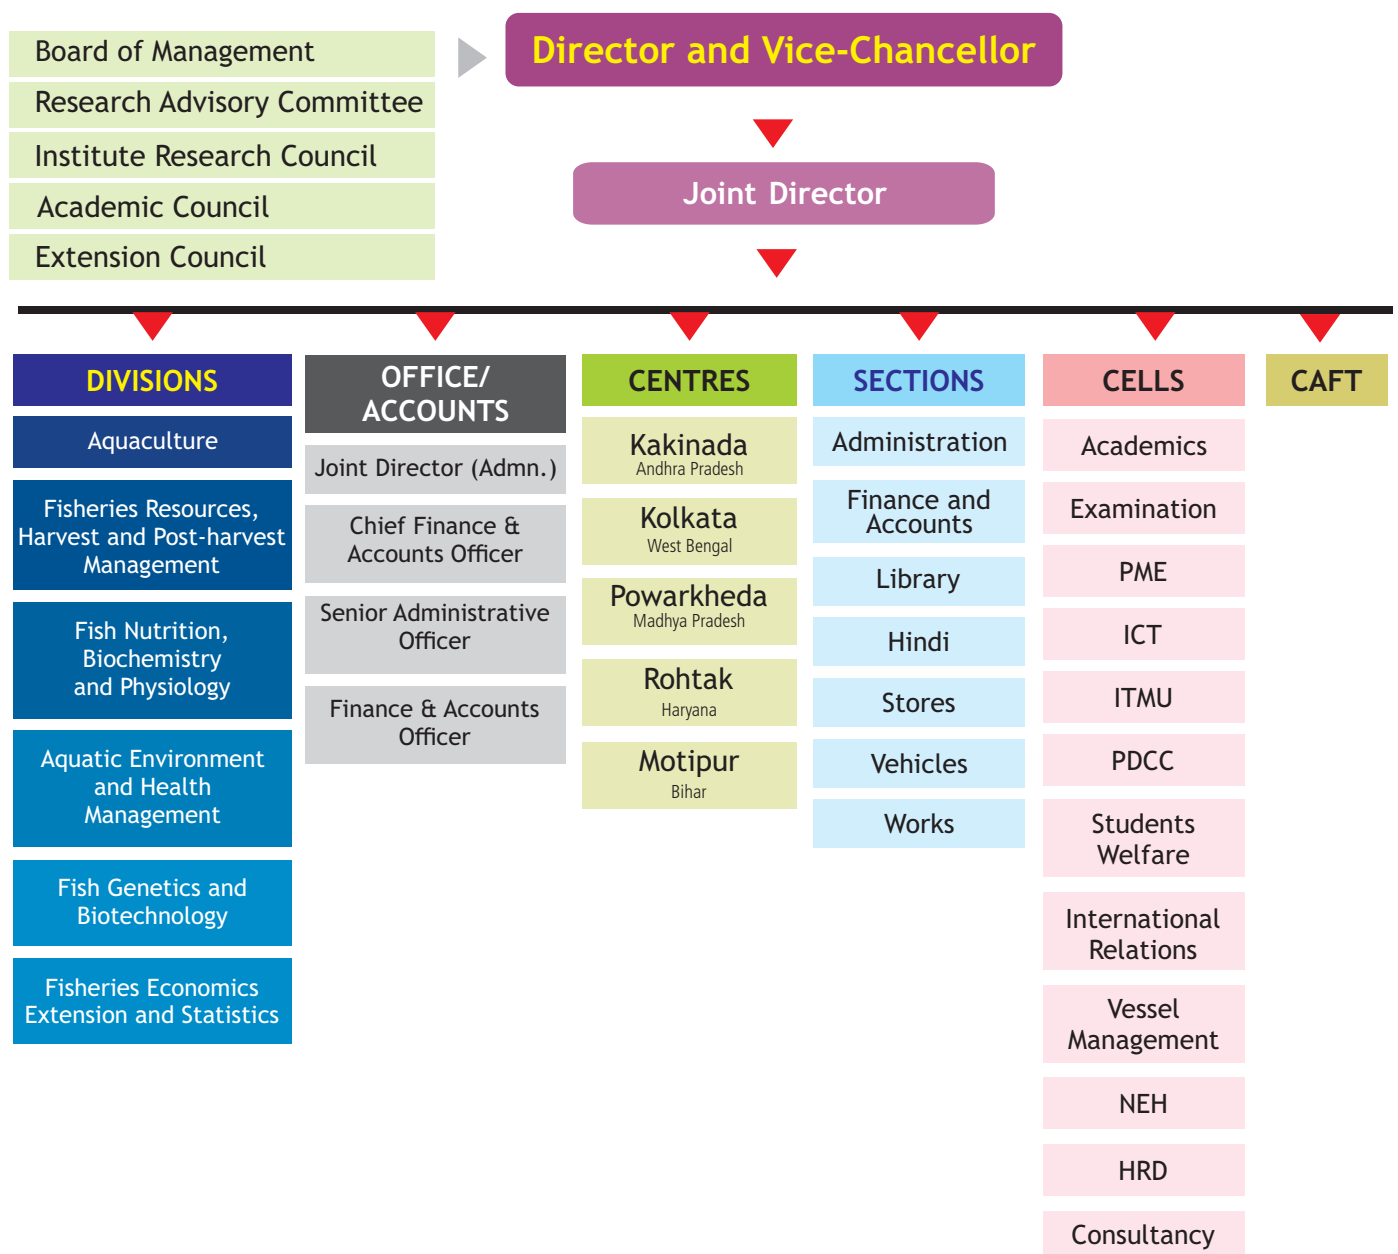 Board of Management
Research Advisory Committee
Institute Research Council
Academic Council
Extension Council
Director and Vice-Chancellor
Joint Director
DIVISIONS
Aquaculture
Fisheries Resources,
Harvest and Post-harvest
Management
Fish Nutrition,
Biochemistry
and Physiology
Aquatic Environment
and Health
Management
Fish Genetics and
Biotechnology
Fisheries Economics
Extension and Statistics
OFFICE/
ACCOUNTS
Joint Director (Admn.)
Chief Finance &
Accounts Officer
Senior Administrative
Officer
Finance & Accounts
Officer
CENTRES
Kakinada
Andhra Pradesh
Kolkata
West Bengal
Powarkheda
Madhya Pradesh
Rohtak
Haryana
Motipur
Bihar
SECTIONS
Administration
Finance and
Accounts
Library
Hindi
Stores
Vehicles
Works
CELLS
Academics
Examination
PME
ICT
ITMU
PDCC
Students
Welfare
International
Relations
Vessel
Management
NEH
HRD
Consultancy
CAFT